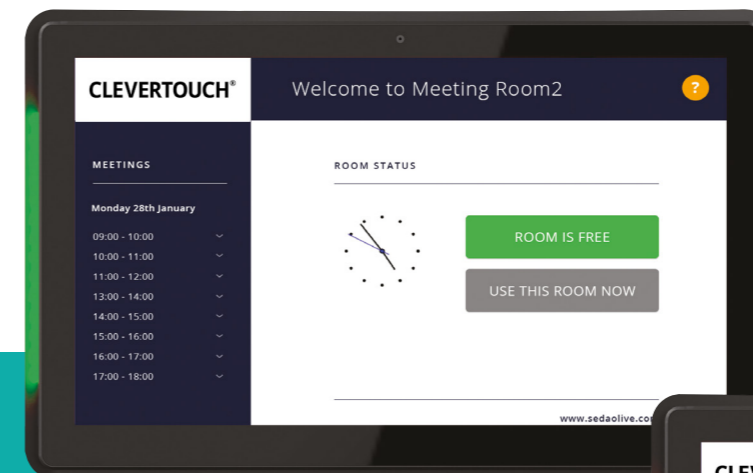 CLEVERTOUCH®
Welcome to Meeting Room2
?
MEETINGS
Monday 28th January
09:00 - 10:00
10:00 - 11:00
11:00 - 12:00
13:00 - 14:00
14:00 - 15:00
15:00 - 16:00
16:00 - 17:00
17:00 - 18:00
ROOM STATUS
ROOM IS FREE
USE THIS ROOM NOW